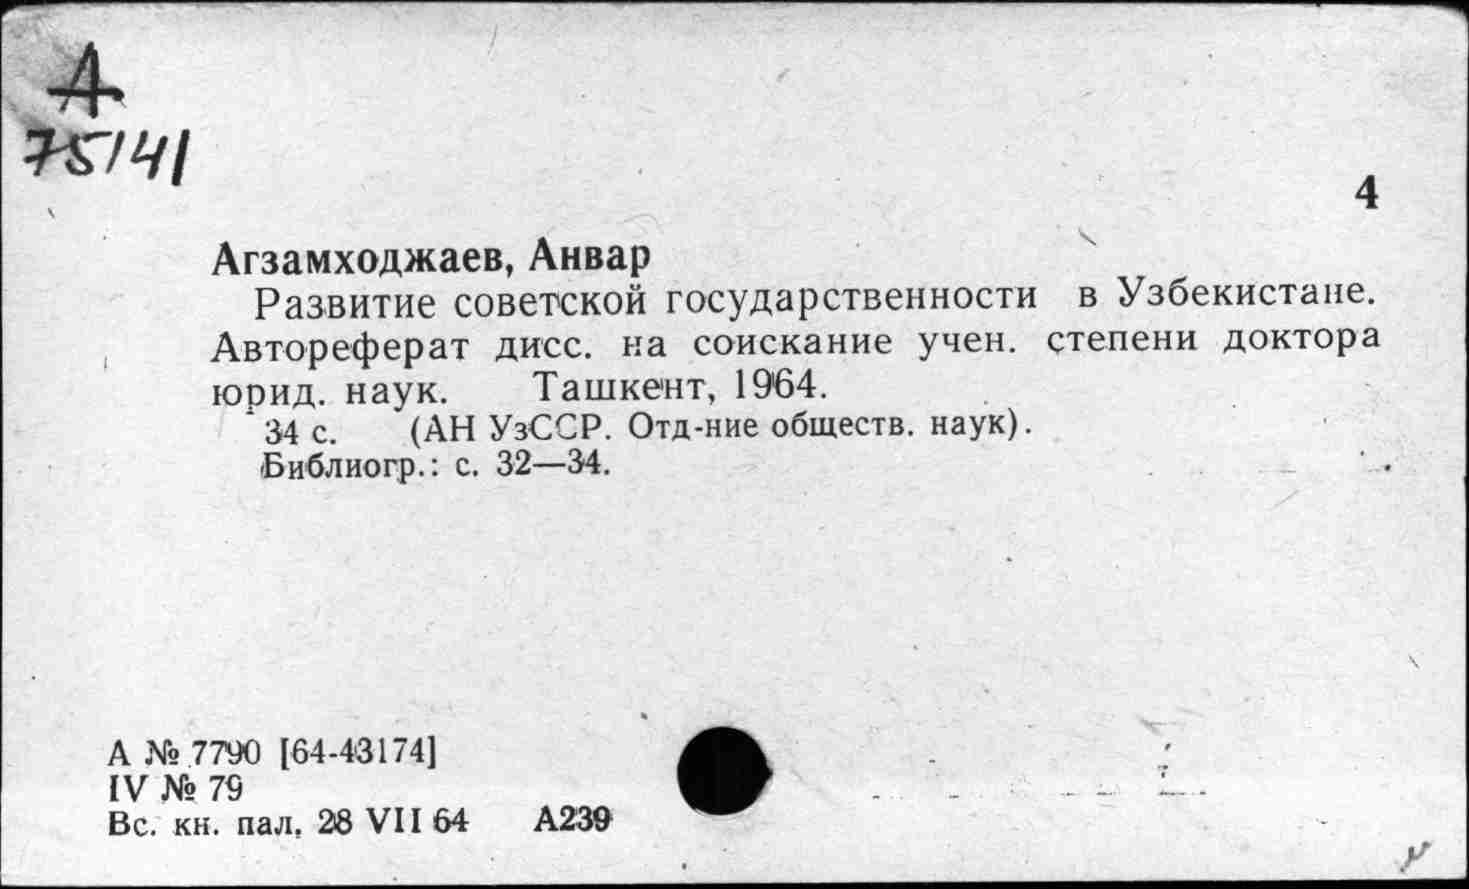 А
75141
4
Агзамходжаев, Анвар
Развитие советской государственности в Узбекистане.
Автореферат дисс. на соискание учен. степени доктора
юрид. наук. Ташкент, 1964.
34 с. (АН УзССР. Отд-ние обществ. наук).
Библиогр.: с. 32—34.
А № 7790 [64-43174]
IV № 79
Вс. кн. пал. 28 VII 64 А239